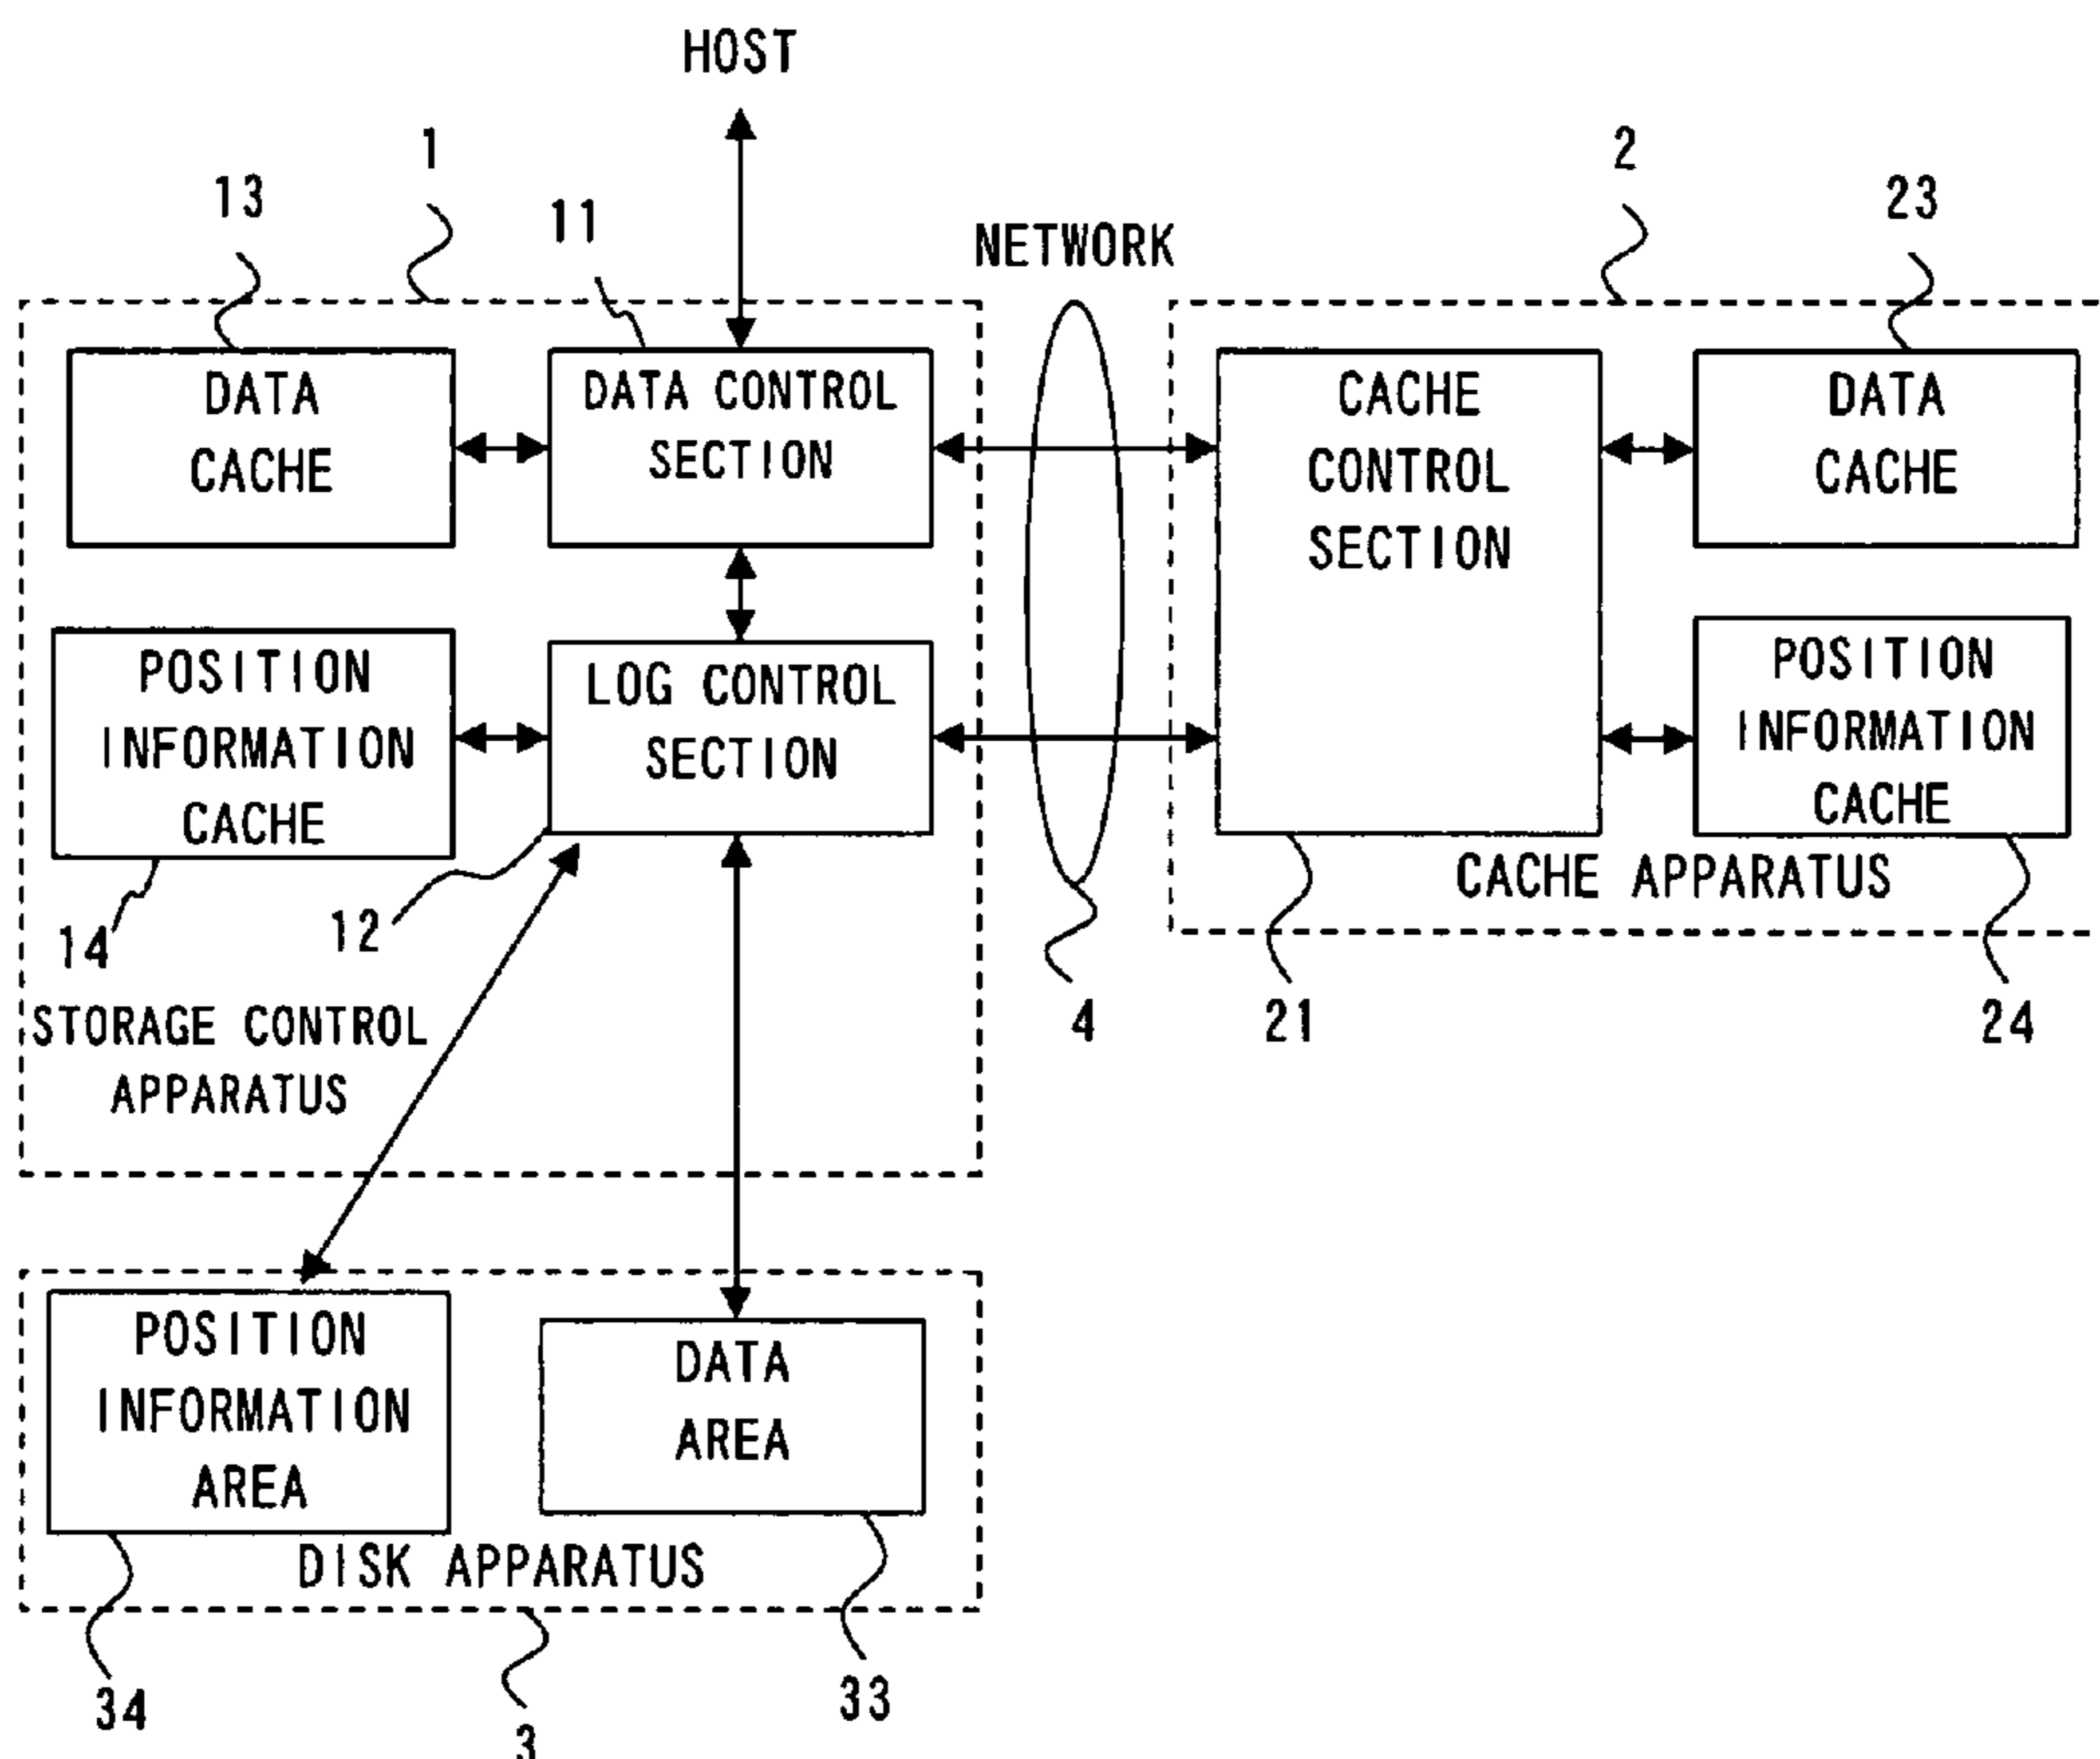 HOST
1
2
13
11
23
NETWORK
DATA
CACHE
DATA CONTROL
SECTION
CACHE
CONTROL
SECTION
DATA
CACHE
POSITION
INFORMATION
CACHE
LOG CONTROL
SECTION
POSITION
INFORMATION
CACHE
CACHE APPARATUS
14
12
4
21
24
STORAGE CONTROL
APPARATUS
POSITION
INFORMATION
AREA
DATA
AREA
DISK APPARATUS
34
3
33